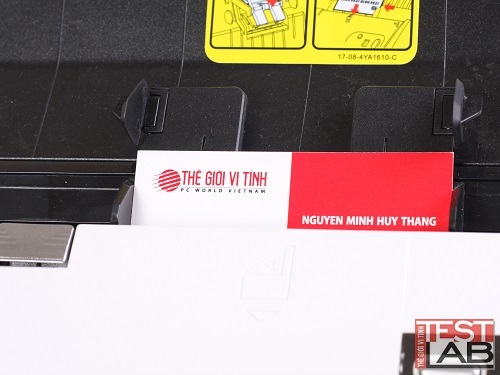 17-08-4YA1610-C
THẾ GIỚI VI TÍNH
PC WORLD VIETNAM
NGUYEN MINH HUY THANG
THẾ GIỚI VI TÍNH
TEST
LAB